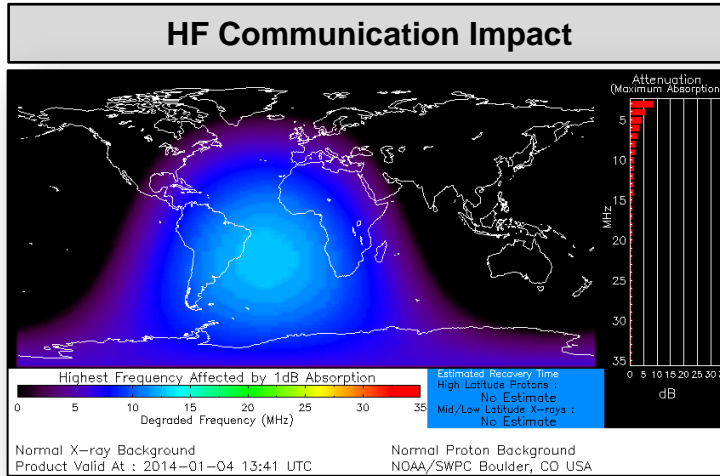 HF Communication Impact
Attenuation
(Maximum Absorption)
5
10
15
20
25
30
35
MHz
0 5 10 15 20 25 30 35
dB
Highest Frequency Affected by 1dB Absorption
0 5 10 15 20 25 30 35
Degraded Frequency (MHz)
Estimated Recovery Time
High Latitude Protons :
No Estimate
Mid/Low Latitude X-rays :
No Estimate
Normal X-ray Background
Normal Proton Background
Product Valid At : 2014-01-04 13:41 UTC
NOAA/SWPC Boulder, CO USA